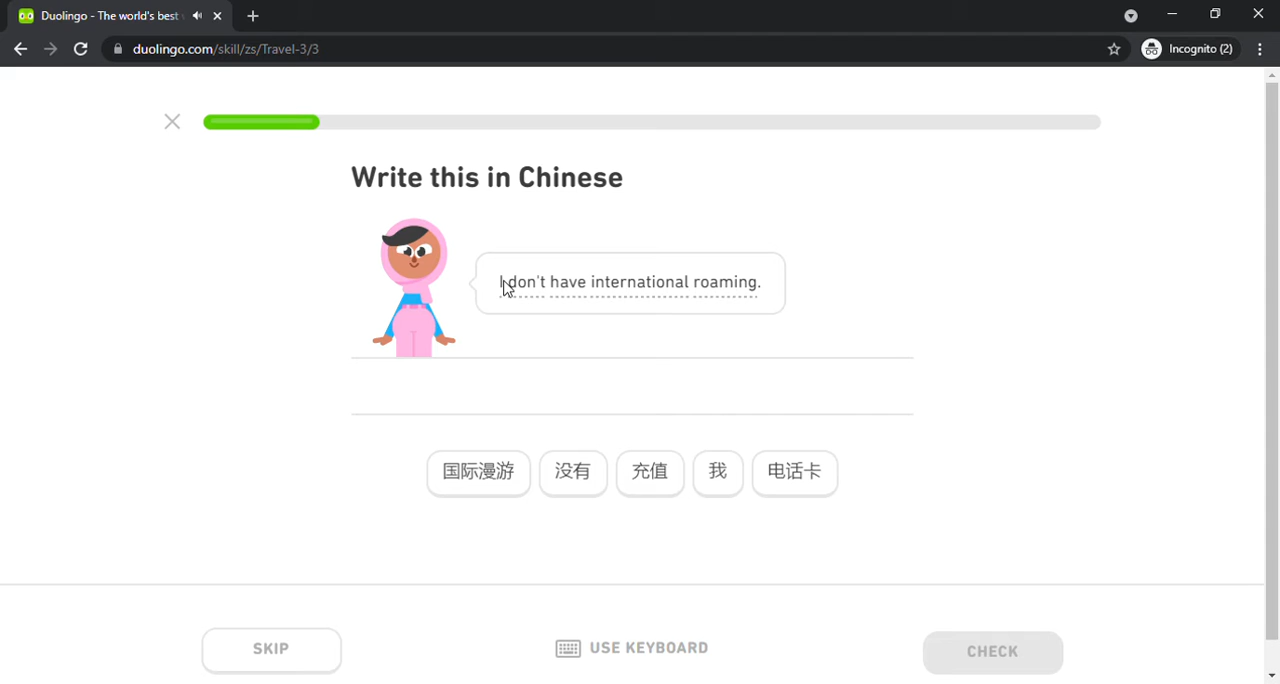 Duolingo - The world's best
duolingo.com/skill/zs/Travel-3/3
Incognito (2)
Write this in Chinese
I don't have international roaming.
国际漫游 没有 充值 我 电话卡
SKIP
USE KEYBOARD
CHECK